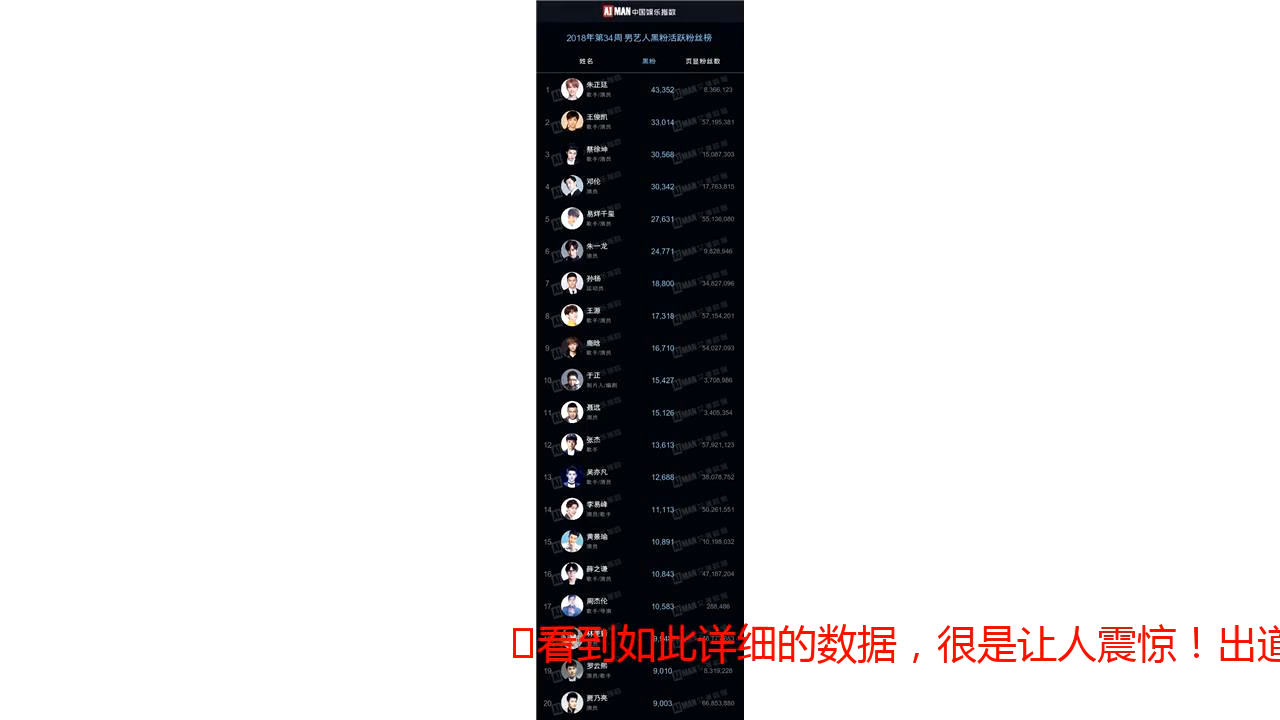 AI MAN 中国娱乐指数
2018年第34周 男艺人黑粉活跃粉丝榜
姓名 黑粉 页显粉丝数
1 朱正廷 43,352 8,366,123
歌手/演员
2 王俊凯 33,014 57,195,381
歌手/演员
3 蔡徐坤 30,568 15,087,303
歌手/演员
4 邓伦 30,342 17,763,815
演员
5 易烊千玺 27,631 55,136,080
歌手/演员
6 朱一龙 24,771 9,828,946
演员
7 孙杨 18,800 34,827,096
运动员
8 王源 17,318 57,154,201
歌手/演员
9 鹿晗 16,710 54,027,093
歌手/演员
10 于正 15,427 3,708,986
制片人/编剧
11 聂远 15,126 3,405,354
演员
12 张杰 13,613 57,921,123
歌手
13 吴亦凡 12,688 38,078,752
歌手/演员
14 李易峰 11,113 50,261,551
演员/歌手
15 黄景瑜 10,891 10,198,032
演员
16 薛之谦 10,843 47,187,204
歌手/演员
17 周杰伦 10,583 288,486
歌手/导演
看到如此详细的数据，很是让人震惊！出道
19 罗云熙 9,010 8,319,228
演员/歌手
20 贾乃亮 9,003 66,853,880
演员